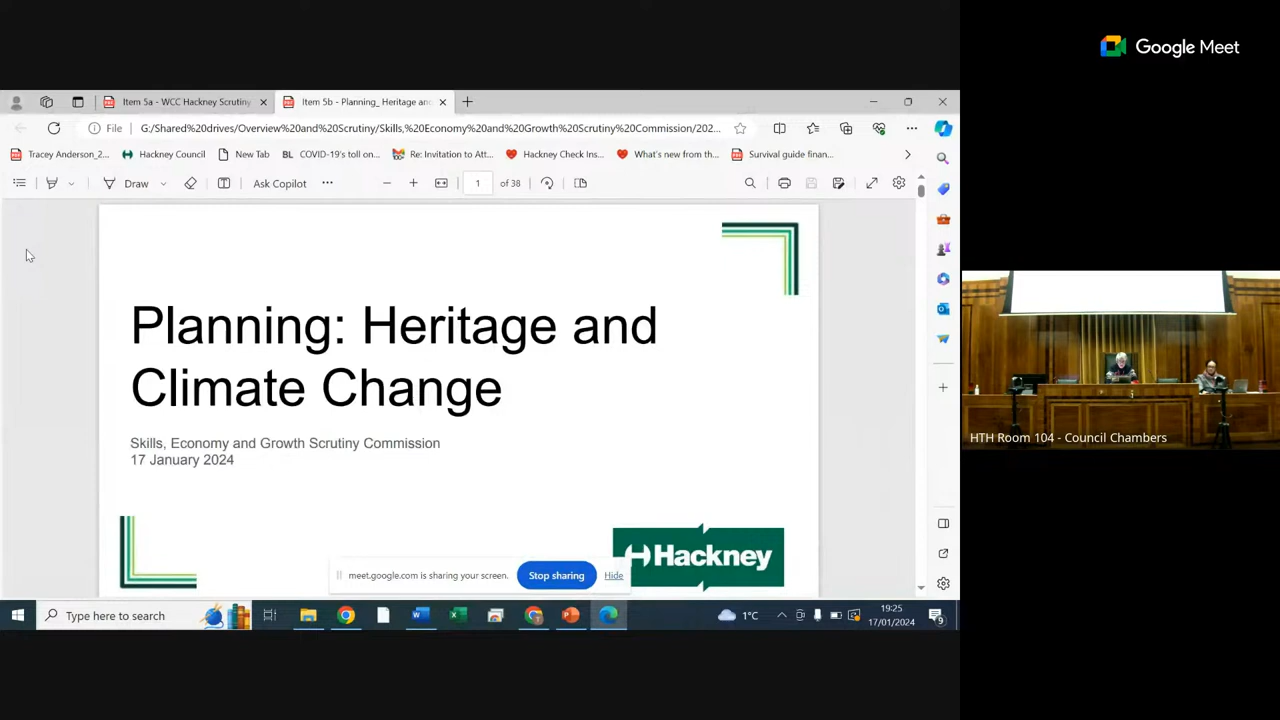 Google Meet
Item 5a - WCC Hackney Scrutiny
Item 5b - Planning_ Heritage an
File
G:/Shared%20drives/Overview%20and%20Scrutiny/Skills,%20Economy%20and%20Growth%20Scrutiny%20Commission/202...
Tracey Anderson_2...
Hackney Council
New Tab
BL COVID-19's toll on...
Re: Invitation to Att...
Hackney Check Ins...
What's new from th...
Survival guide finan...
Draw
Ask Copilot
1 of 38
Planning: Heritage and
Climate Change
Skills, Economy and Growth Scrutiny Commission
17 January 2024
Hackney
meet.google.com is sharing your screen.
Stop sharing
Hide
HTH Room 104 - Council Chambers
Type here to search
1°C
19:25
17/01/2024
9